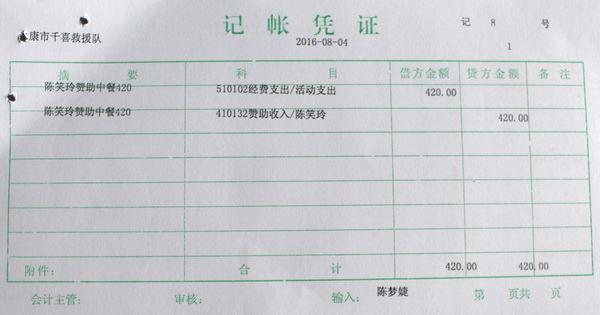 记帐凭证
记 8 号
康市千喜救援队 2016-08-04 1
摘要 科目 借方金额 贷方金额 备注
陈笑玲赞助中餐420 510102经费支出/活动支出 420.00
陈笑玲赞助中餐420 410132赞助收入/陈笑玲 420.00
附件: 合计 420.00 420.00
会计主管: 审核: 输入: 陈梦婕 第 页共 页